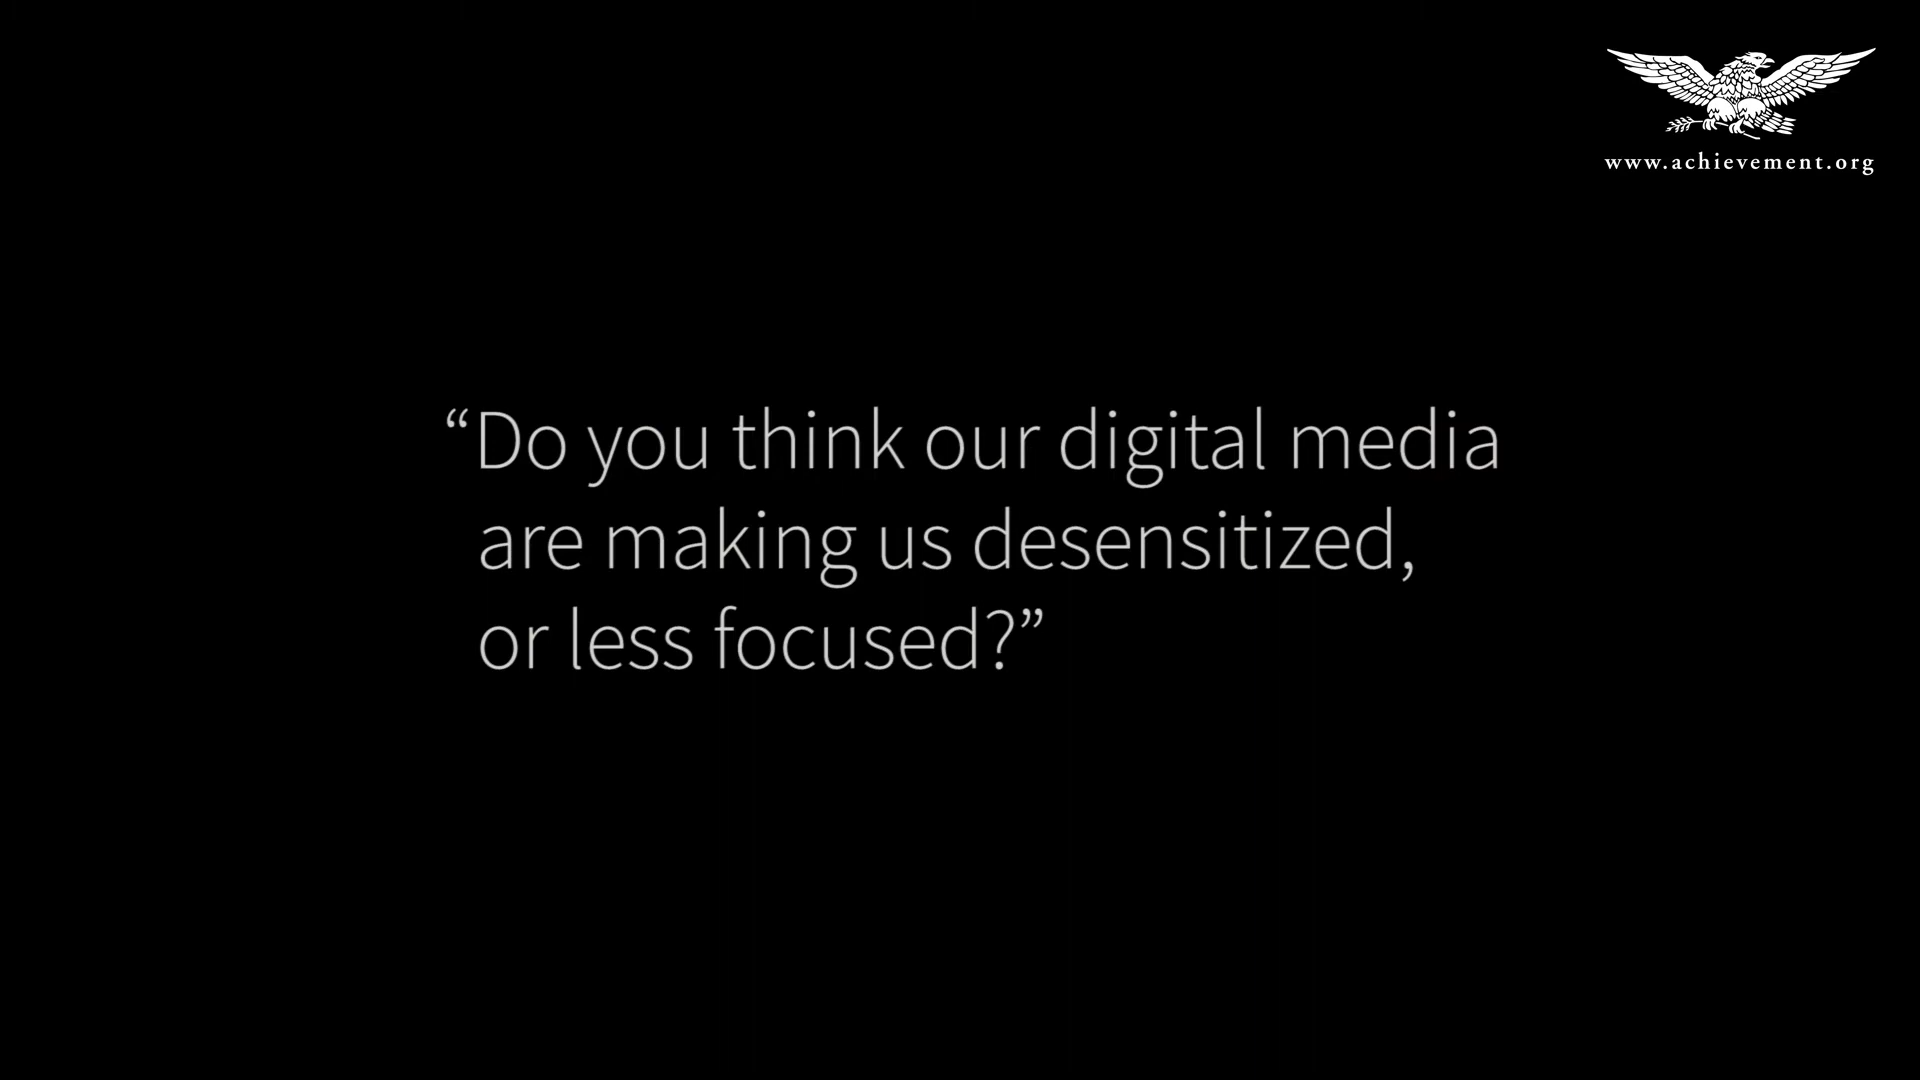 www.achievement.org
“Do you think our digital media
are making us desensitized,
or less focused?”